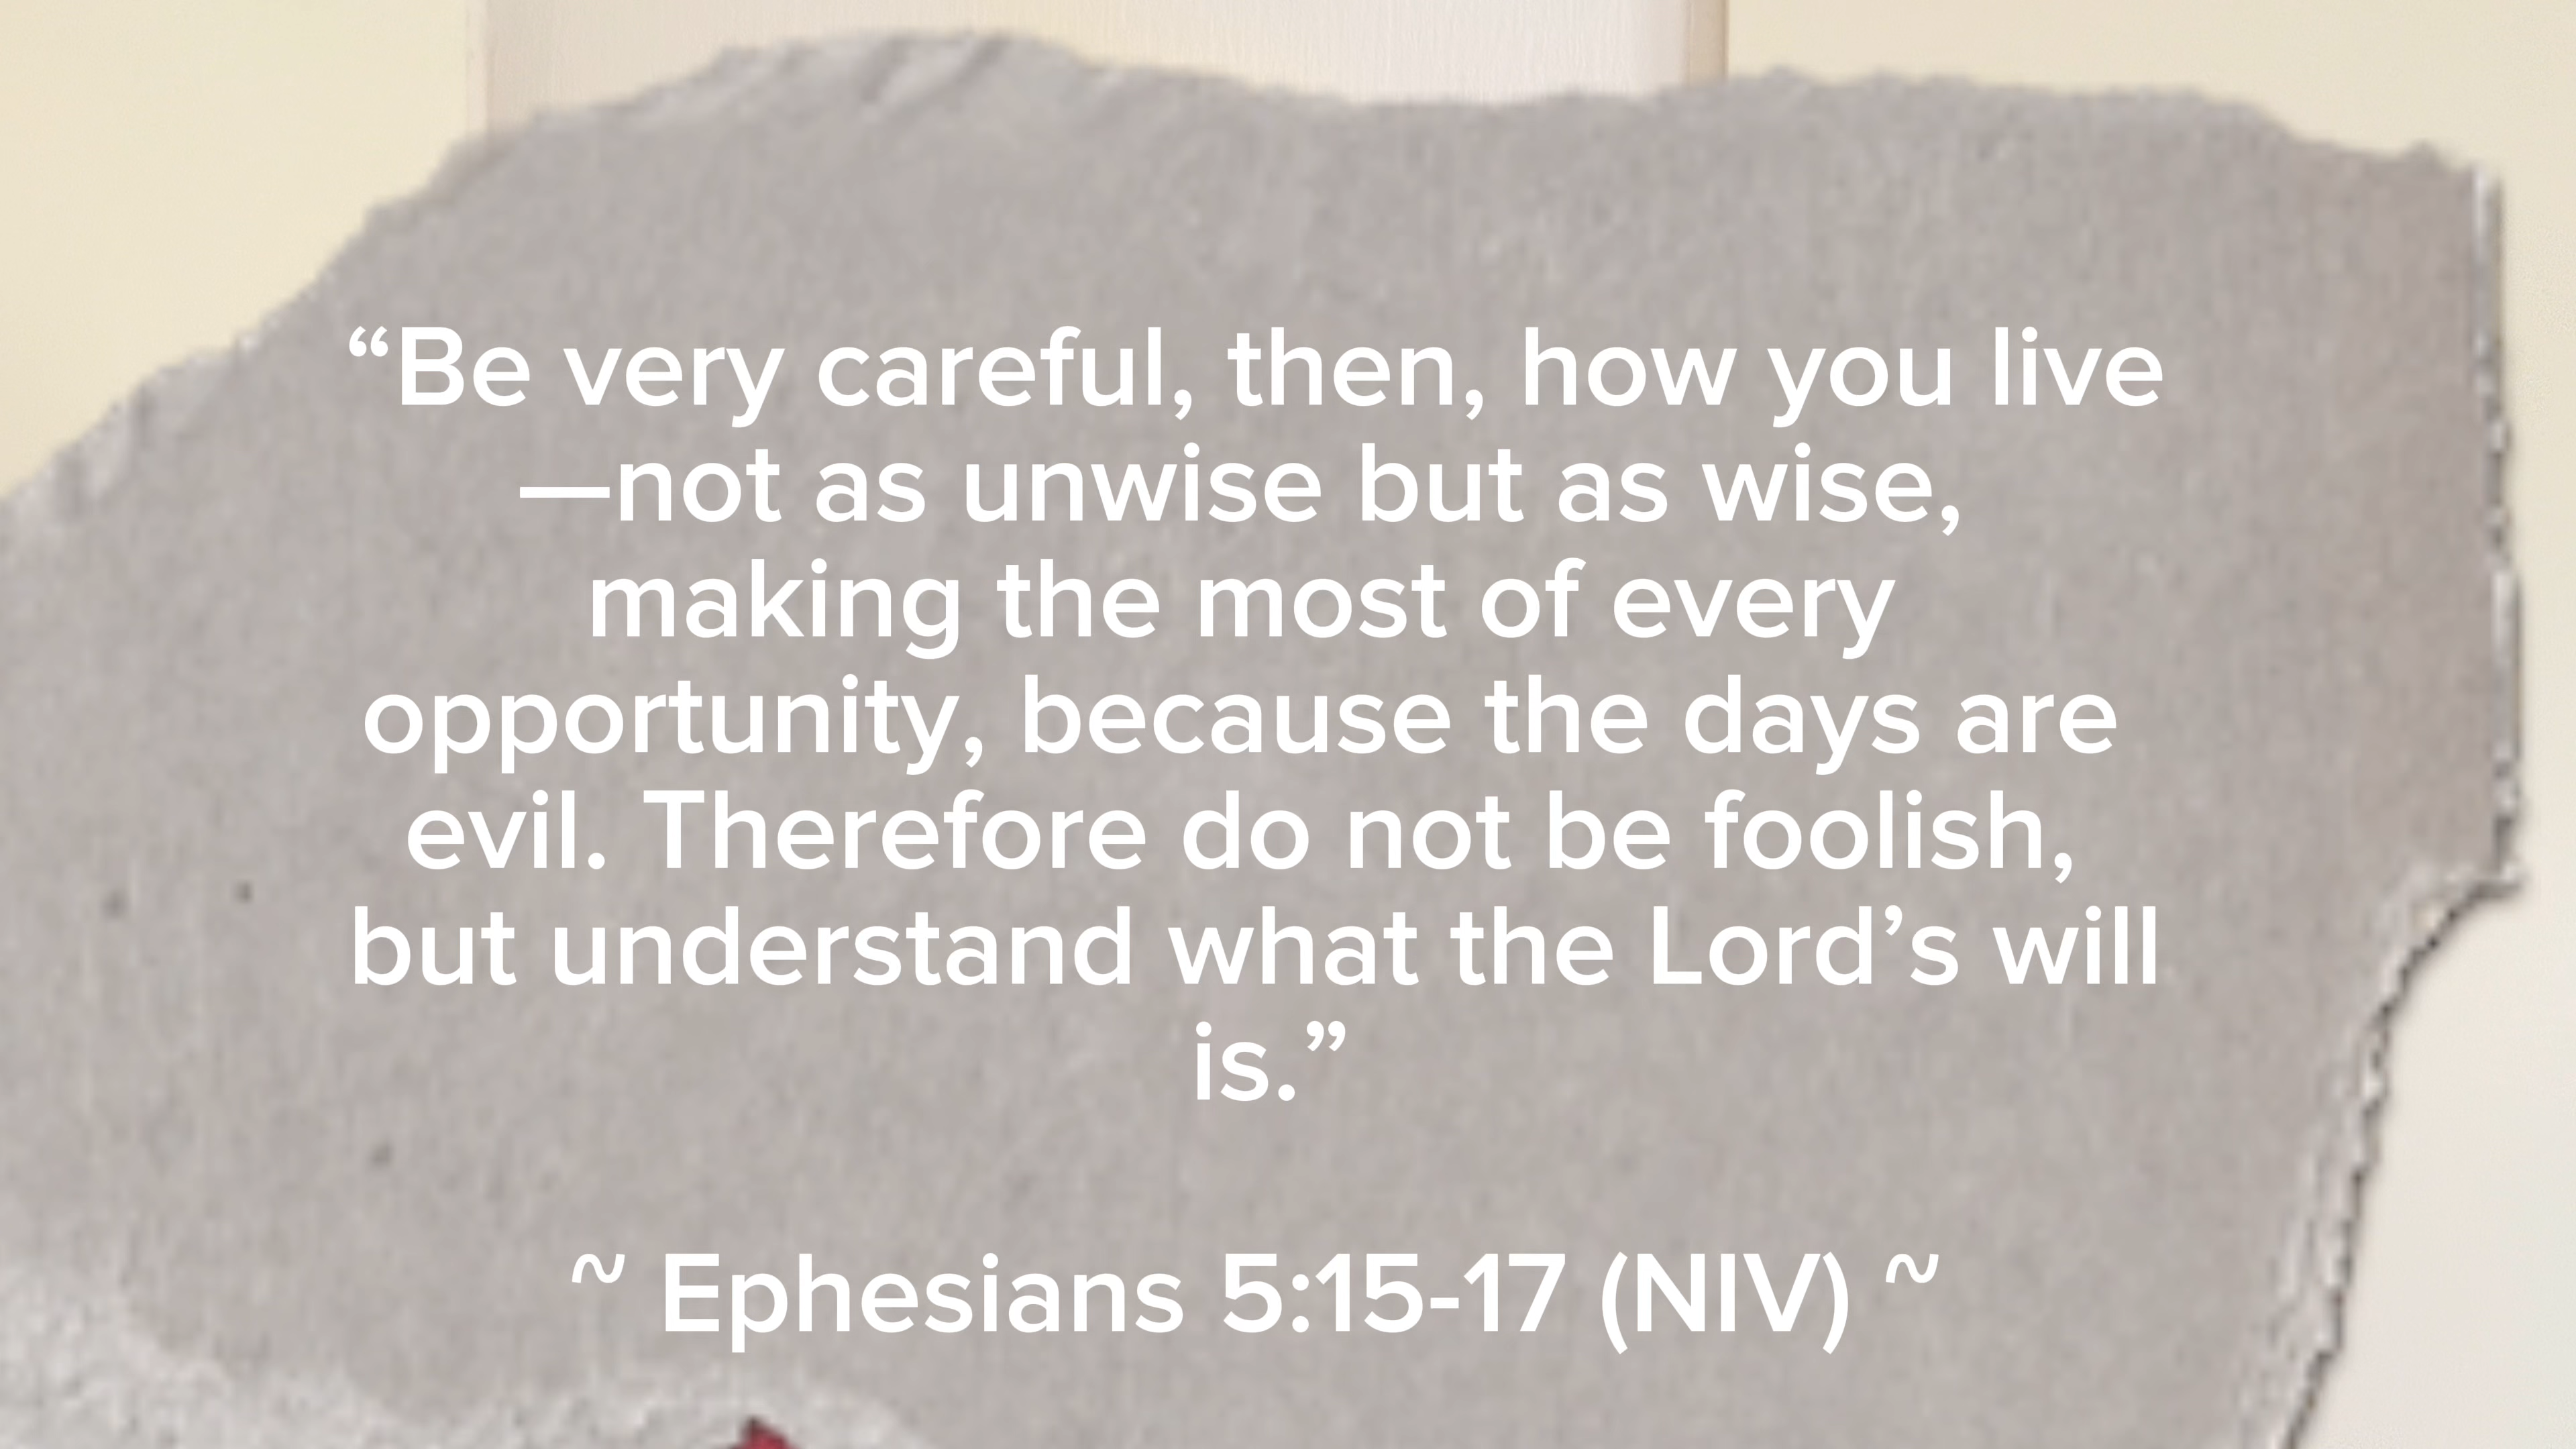 “Be very careful, then, how you live
—not as unwise but as wise,
making the most of every
opportunity, because the days are
evil. Therefore do not be foolish,
but understand what the Lord’s will
is.”
~ Ephesians 5:15-17 (NIV) ~